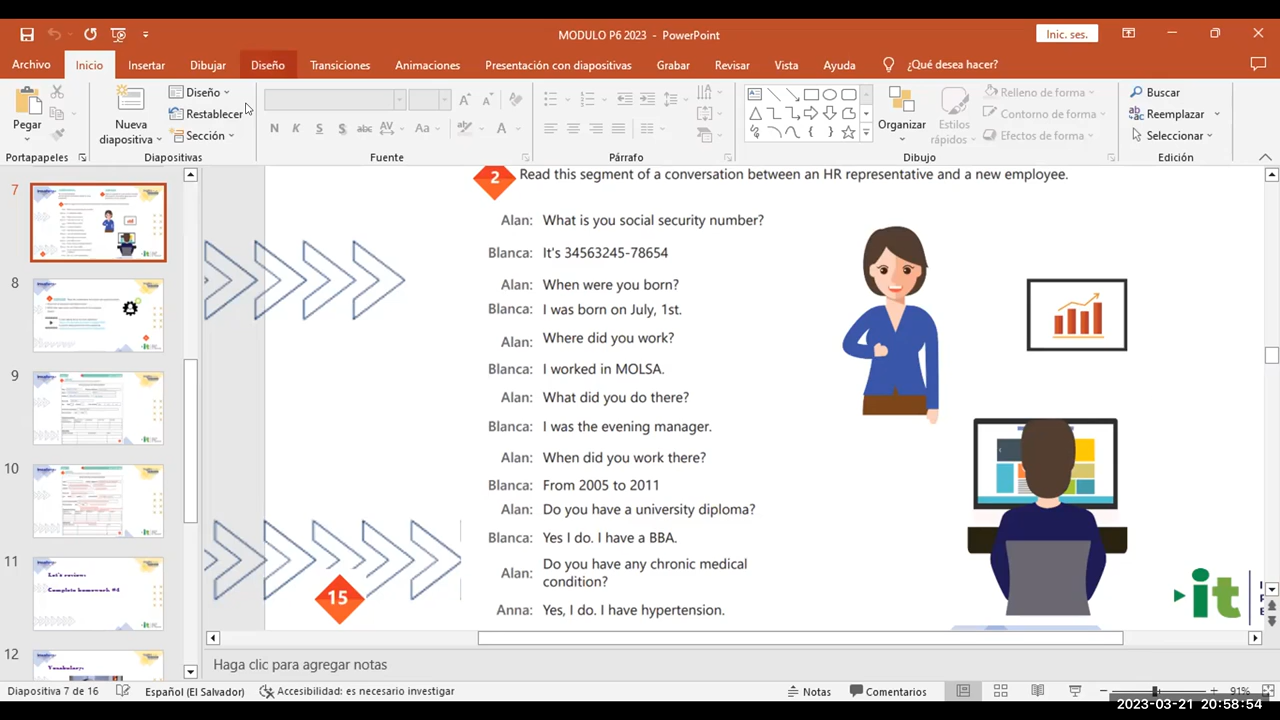 MODULO P6 2023 - PowerPoint
Inic. ses.
Archivo Inicio Insertar Dibujar Diseño Transiciones Animaciones Presentación con diapositivas Grabar Revisar Vista Ayuda ¿Qué desea hacer?
Pegar
Portapapeles
Nueva diapositiva
Diseño
Restablecer
Sección
Diapositivas
N K S S abc AV Aa A
Fuente
Párrafo
Organizar
Estilos rápidos
Relleno de forma
Contorno de forma
Efectos de forma
Dibujo
Buscar
Reemplazar
Seleccionar
Edición
7
8
9
10
11
Let's review
Complete homework #4
12
Vocabulary
2 Read this segment of a conversation between an HR representative and a new employee.
Alan: What is you social security number?
Blanca: It's 34563245-78654
Alan: When were you born?
Blanca: I was born on July, 1st.
Alan: Where did you work?
Blanca: I worked in MOLSA.
Alan: What did you do there?
Blanca: I was the evening manager.
Alan: When did you work there?
Blanca: From 2005 to 2011
Alan: Do you have a university diploma?
Blanca: Yes I do. I have a BBA.
Alan: Do you have any chronic medical
condition?
Anna: Yes, I do. I have hypertension.
15
it
Haga clic para agregar notas
Diapositiva 7 de 16 Español (El Salvador) Accesibilidad: es necesario investigar Notas Comentarios 91%
2023-03-21 20:58:54